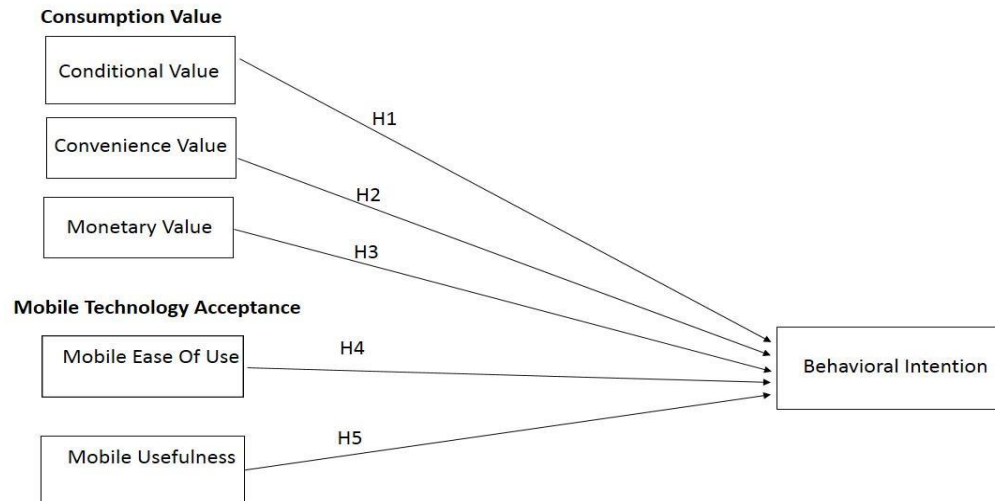 Consumption Value
Conditional Value
H1
Convenience Value
H2
Monetary Value
H3
Mobile Technology Acceptance
Mobile Ease Of Use
H4
Behavioral Intention
Mobile Usefulness
H5